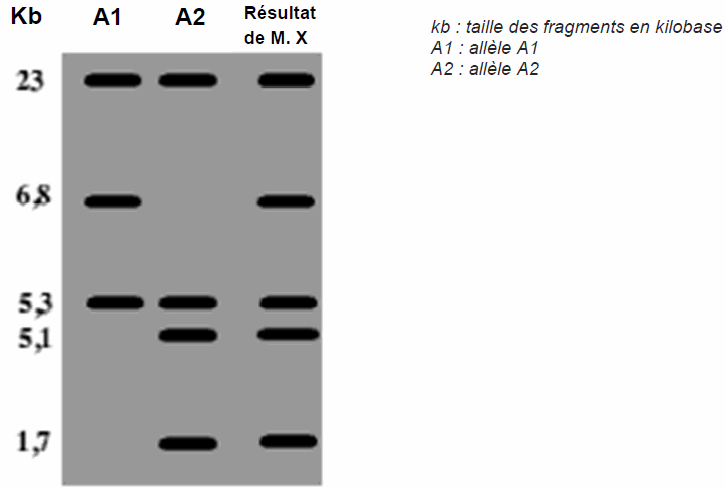 Kb A1 A2 Résultat
de M. X
23
6,8
5,3
5,1
1,7
kb : taille des fragments en kilobase
A1 : allèle A1
A2 : allèle A2